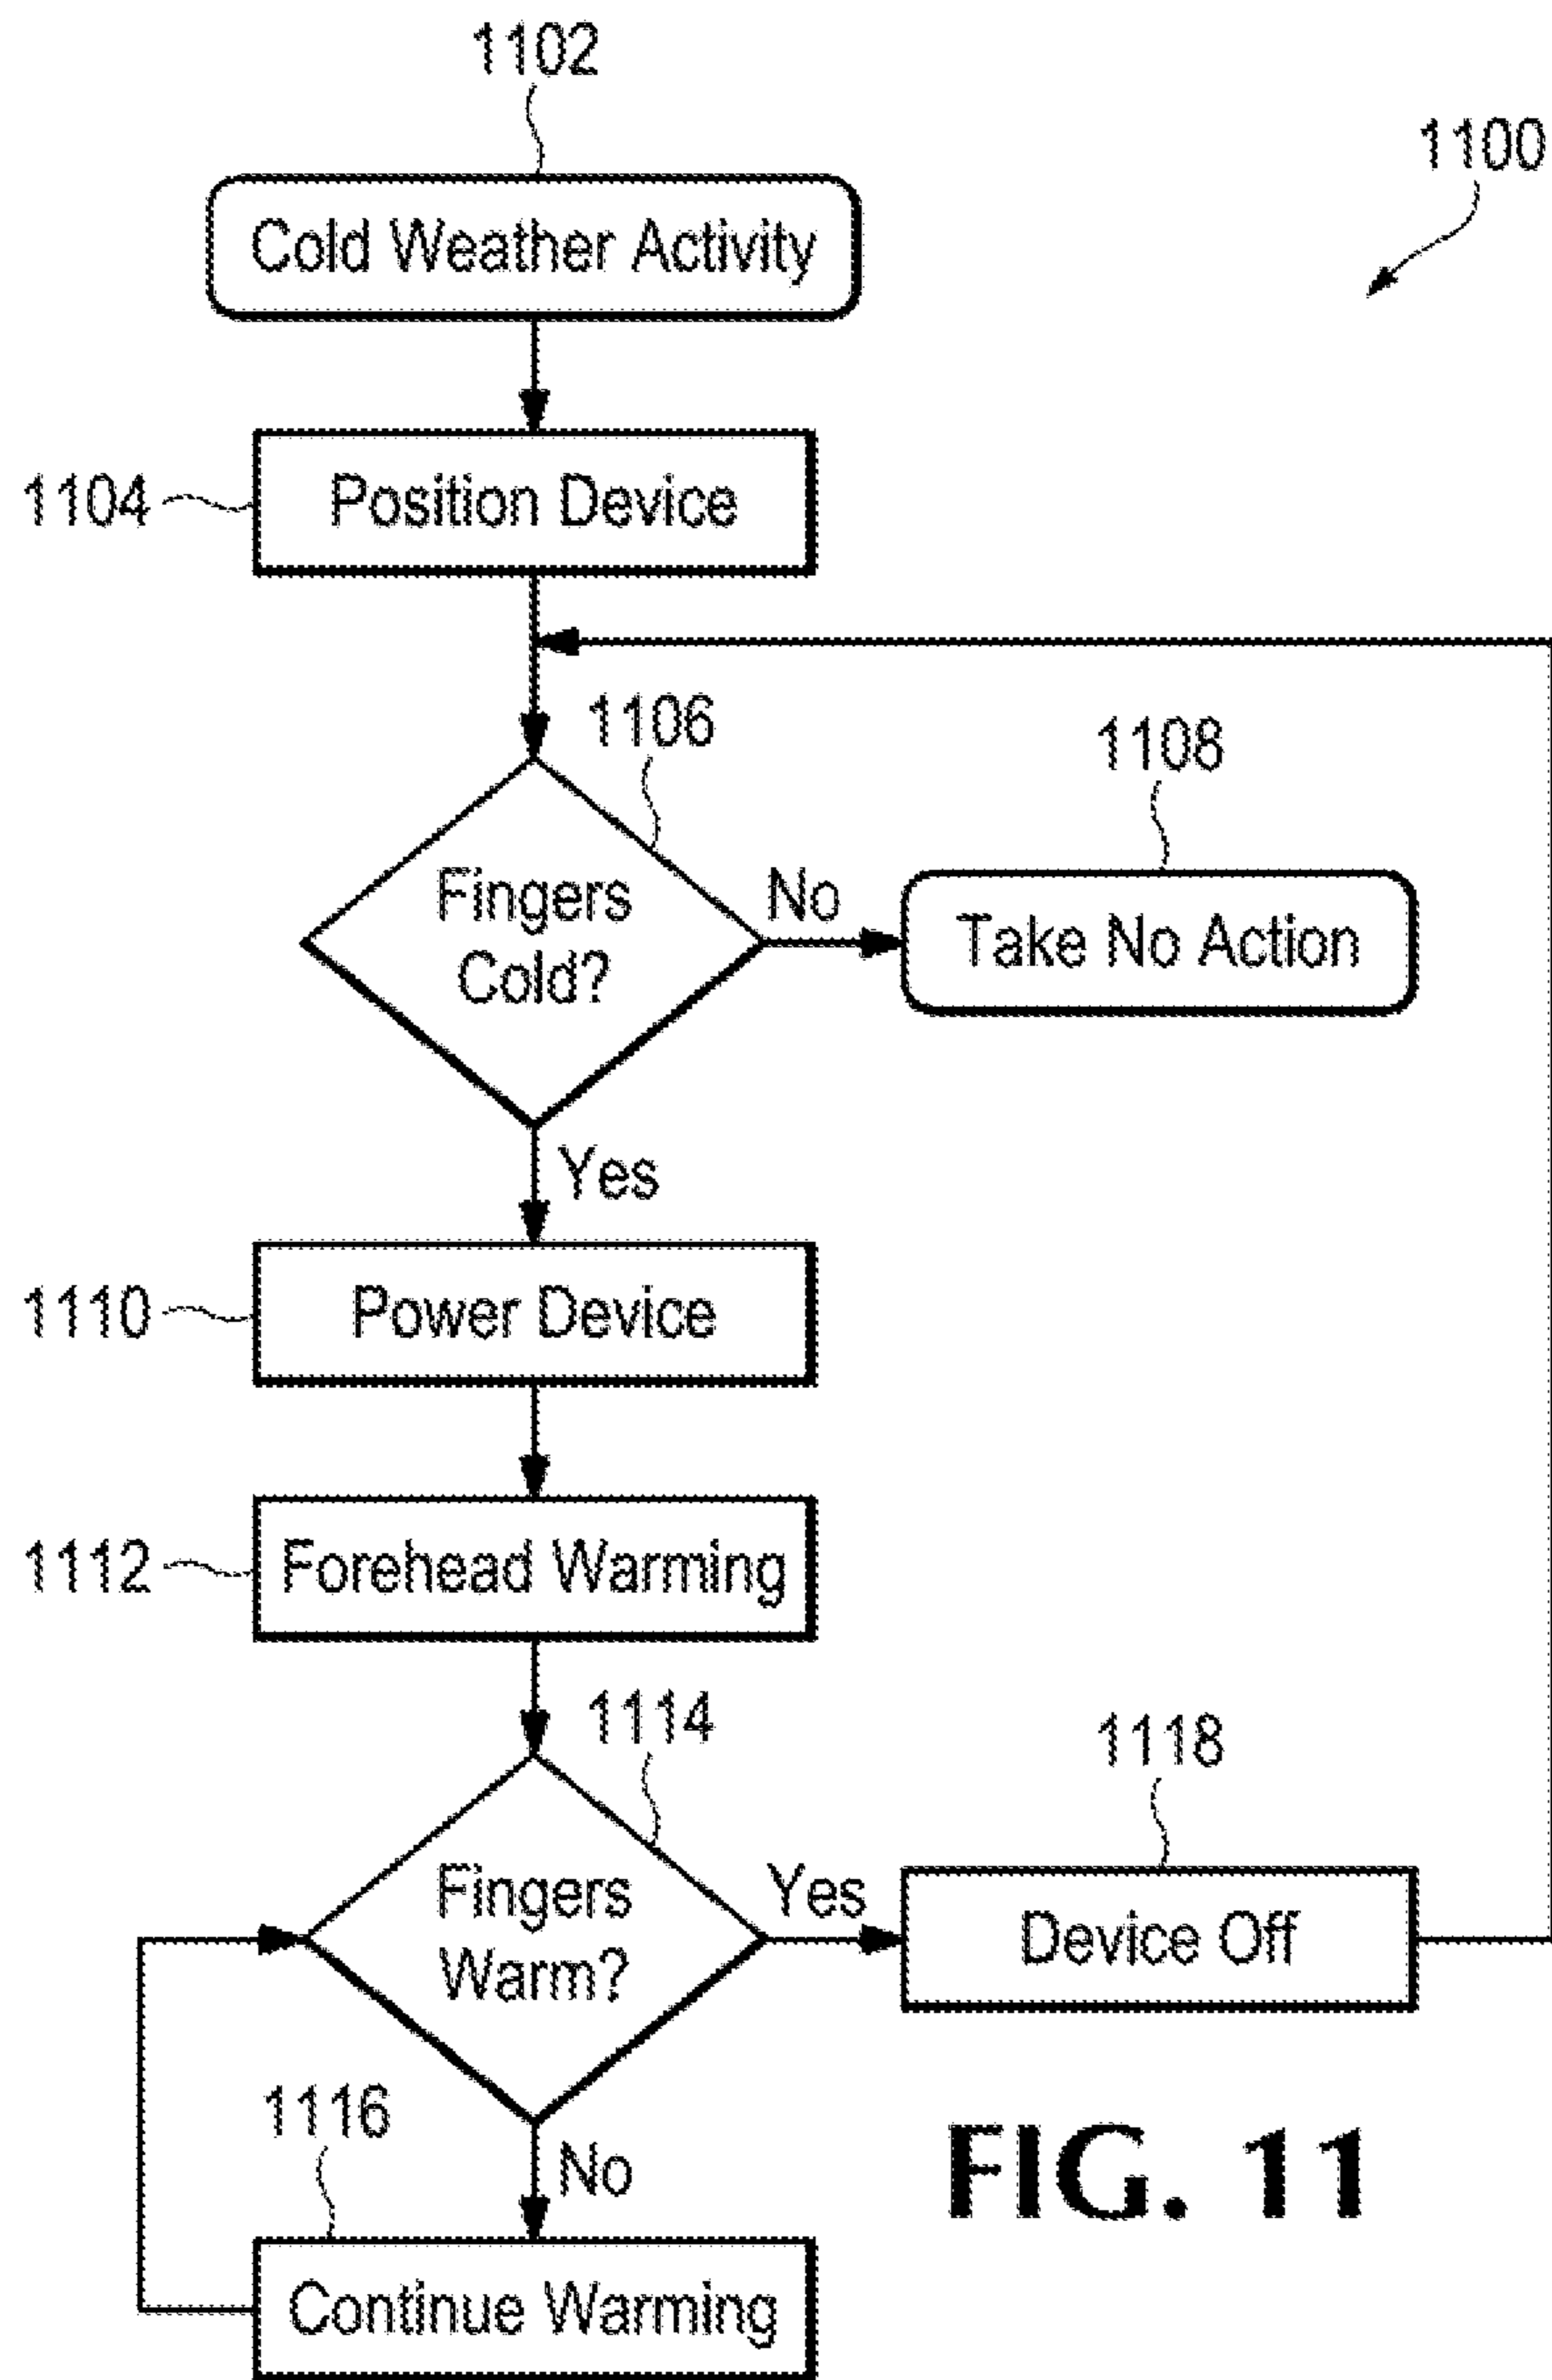 1102
1100
Cold Weather Activity
1104
Position Device
1106
1108
Fingers
Cold?
No
Take No Action
Yes
1110
Power Device
1112
Forehead Warming
1114
1118
Fingers
Warm?
Yes
Device Off
1116
No
Continue Warming
FIG. 11